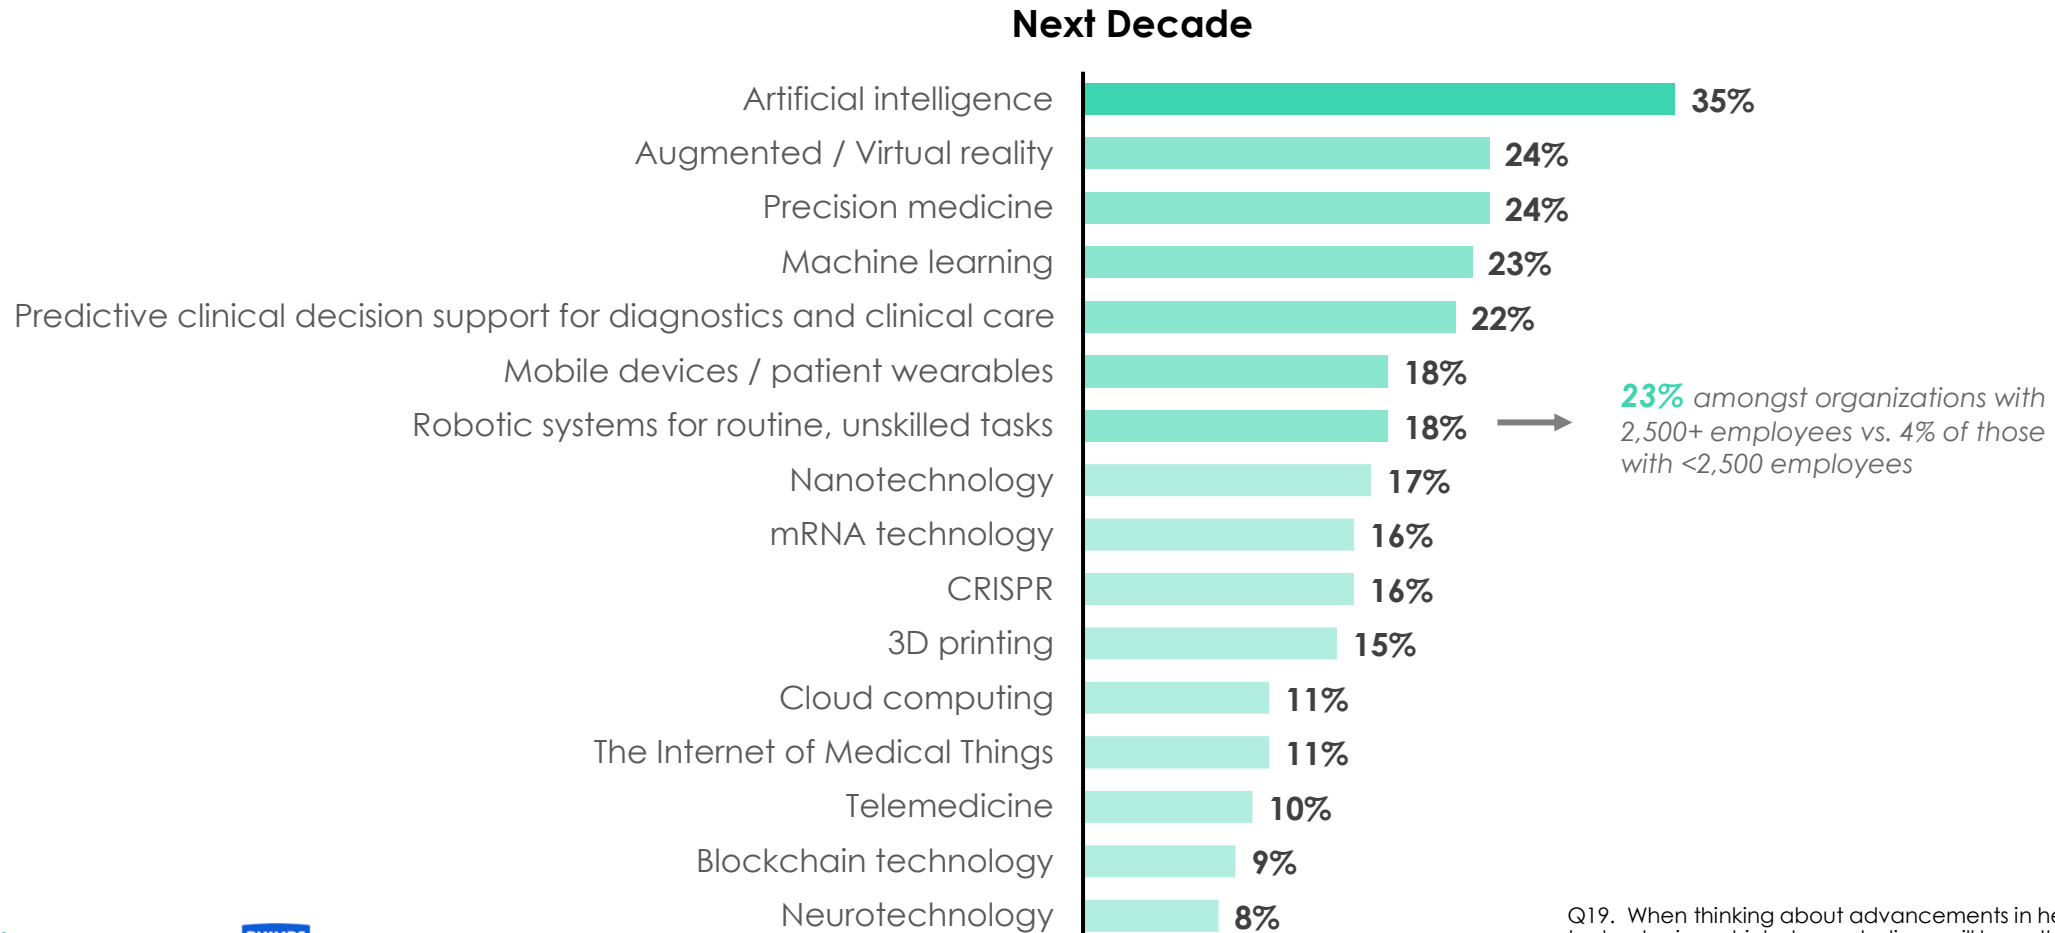 Next Decade
Artificial intelligence 35%
Augmented / Virtual reality 24%
Precision medicine 24%
Machine learning 23%
Predictive clinical decision support for diagnostics and clinical care 22%
Mobile devices / patient wearables 18%
Robotic systems for routine, unskilled tasks 18%
23% amongst organizations with
2,500+ employees vs. 4% of those
with <2,500 employees
Nanotechnology 17%
mRNA technology 16%
CRISPR 16%
3D printing 15%
Cloud computing 11%
The Internet of Medical Things 11%
Telemedicine 10%
Blockchain technology 9%
Neurotechnology 8%
Q19. When thinking about advancements in he